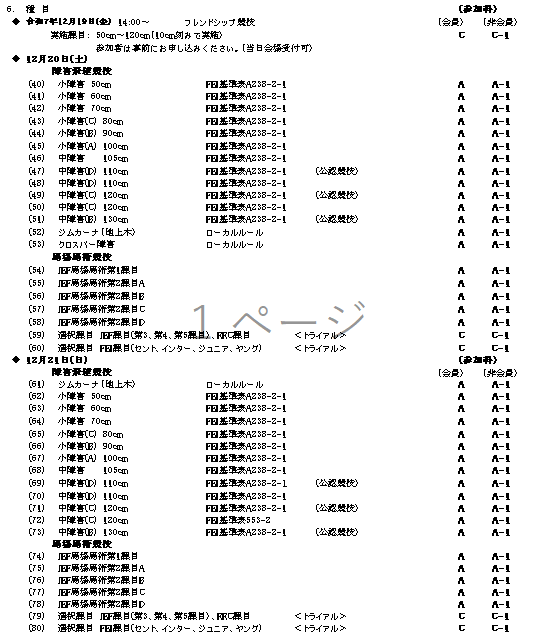 6. 種 目 (参加料)
◆ 令和7年12月19日(金) 14:00～ フレンドシップ競技 (会員) (非会員)
実施課目: 50cm～120cm(10cm刻みで実施) C C-1
参加者は事前にお申し込みください。(当日会場受付可)
◆ 12月20日(土)
障害飛越競技
(40) 小障害 50cm FEI基準表A238-2-1 A A-1
(41) 小障害 60cm FEI基準表A238-2-1 A A-1
(42) 小障害 70cm FEI基準表A238-2-1 A A-1
(43) 小障害(C) 80cm FEI基準表A238-2-1 A A-1
(44) 小障害(B) 90cm FEI基準表A238-2-1 A A-1
(45) 小障害(A) 100cm FEI基準表A238-2-1 A A-1
(46) 中障害 105cm FEI基準表A238-2-1 A A-1
(47) 中障害(D) 110cm FEI基準表A238-2-1 (公認競技) A A-1
(48) 中障害(D) 110cm FEI基準表A238-2-1 A A-1
(49) 中障害(C) 120cm FEI基準表A238-2-1 (公認競技) A A-1
(50) 中障害(C) 120cm FEI基準表A238-2-1 A A-1
(51) 中障害(B) 130cm FEI基準表A238-2-1 (公認競技) A A-1
(52) ジムカーナ(地上木) ローカルルール A A-1
(53) クロスバー障害 ローカルルール A A-1
馬場馬術競技
(54) JEF馬場馬術第1課目 A A-1
(55) JEF馬場馬術第2課目A A A-1
(56) JEF馬場馬術第2課目B A A-1
(57) JEF馬場馬術第2課目C A A-1
(58) JEF馬場馬術第2課目D A A-1
(59) 選択課目 JEF課目(第3、第4、第5課目)、RRC課目 ＜トライアル＞ C C-1
(60) 選択課目 FEI課目(セント、インター、ジュニア、ヤング) ＜トライアル＞ C C-1
1 ページ
◆ 12月21日(日) (参加料)
障害飛越競技 (会員) (非会員)
(61) ジムカーナ(地上木) ローカルルール A A-1
(62) 小障害 50cm FEI基準表A238-2-1 A A-1
(63) 小障害 60cm FEI基準表A238-2-1 A A-1
(64) 小障害 70cm FEI基準表A238-2-1 A A-1
(65) 小障害(C) 80cm FEI基準表A238-2-1 A A-1
(66) 小障害(B) 90cm FEI基準表A238-2-1 A A-1
(67) 小障害(A) 100cm FEI基準表A238-2-1 A A-1
(68) 中障害 105cm FEI基準表A238-2-1 A A-1
(69) 中障害(D) 110cm FEI基準表A238-2-1 (公認競技) A A-1
(70) 中障害(D) 110cm FEI基準表A238-2-1 A A-1
(71) 中障害(C) 120cm FEI基準表A238-2-1 (公認競技) A A-1
(72) 中障害(C) 120cm FEI基準表553-2 A A-1
(73) 中障害(B) 130cm FEI基準表A238-2-1 (公認競技) A A-1
馬場馬術競技
(74) JEF馬場馬術第1課目 A A-1
(75) JEF馬場馬術第2課目A A A-1
(76) JEF馬場馬術第2課目B A A-1
(77) JEF馬場馬術第2課目C A A-1
(78) JEF馬場馬術第2課目D A A-1
(79) 選択課目 JEF課目(第3、第4、第5課目)、RRC課目 ＜トライアル＞ C C-1
(80) 選択課目 FEI課目(セント、インター、ジュニア、ヤング) ＜トライアル＞ C C-1